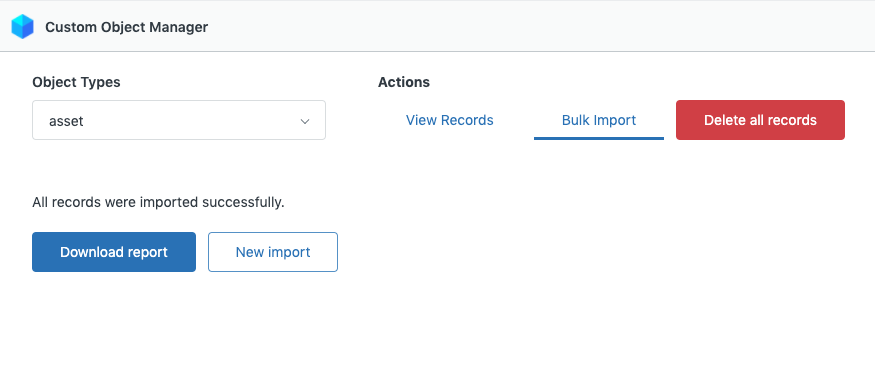 Custom Object Manager
Object Types
Actions
asset
View Records
Bulk Import
Delete all records
All records were imported successfully.
Download report
New import